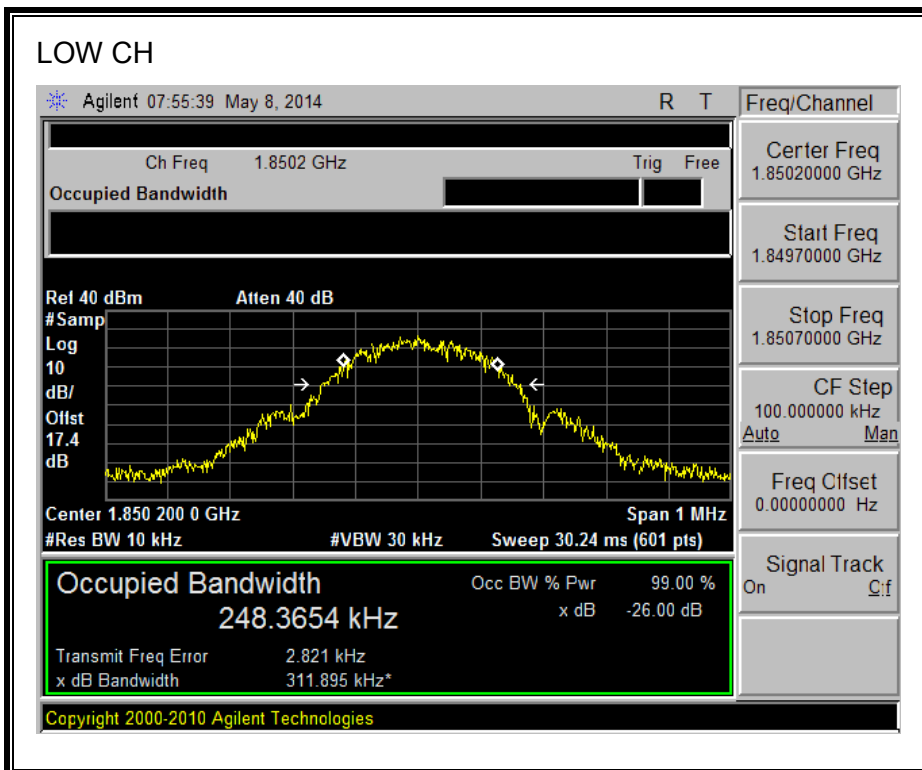 LOW CH
Agilent 07:55:39 May 8, 2014 R T
Freq/Channel
Ch Freq 1.8502 GHz Trig Free
Occupied Bandwidth
Center Freq
1.85020000 GHz
Start Freq
1.84970000 GHz
Stop Freq
1.85070000 GHz
CF Step
100.000000 kHz
Auto Man
Freq Offset
0.00000000 Hz
Signal Track
On Off
Ref 40 dBm Atten 40 dB
#Samp
Log
10
dB/
Offst
17.4
dB
Center 1.850 200 0 GHz Span 1 MHz
#Res BW 10 kHz #VBW 30 kHz Sweep 30.24 ms (601 pts)
Occupied Bandwidth Occ BW % Pwr 99.00 %
248.3654 kHz x dB -26.00 dB
Transmit Freq Error 2.821 kHz
x dB Bandwidth 311.895 kHz*
Copyright 2000-2010 Agilent Technologies